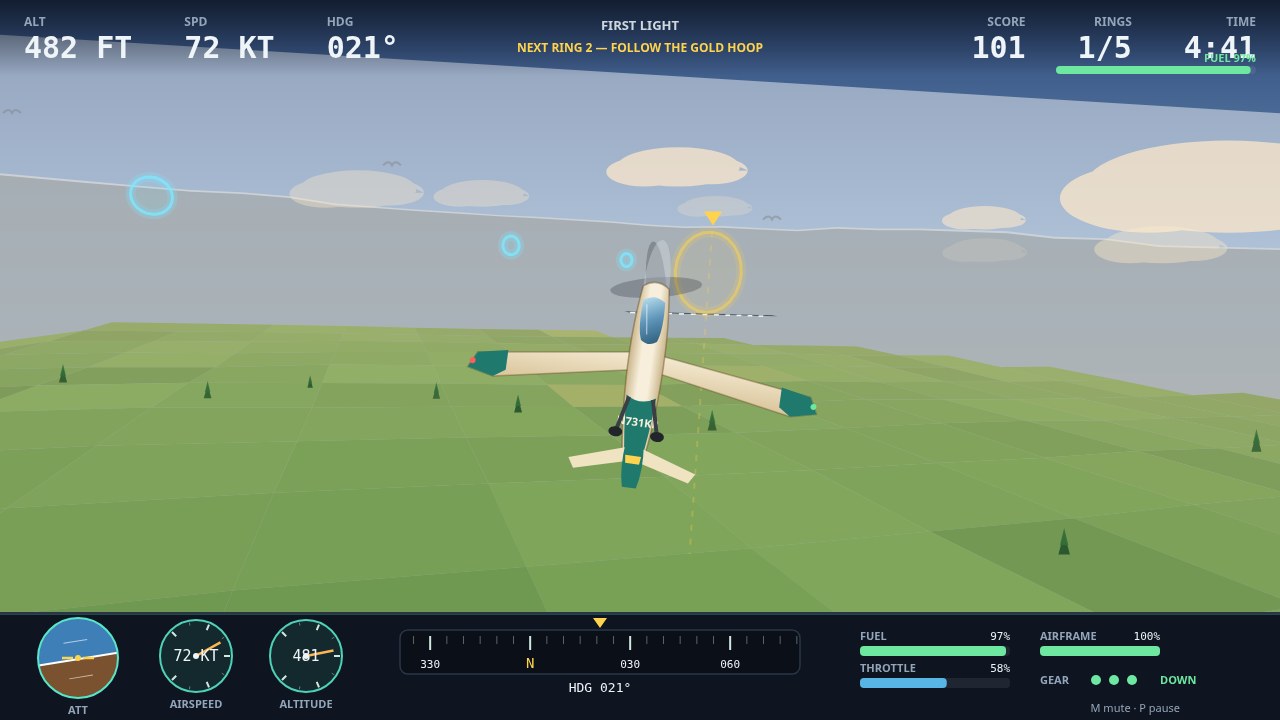 ALT
482 FT
SPD
72 KT
HDG
021°
FIRST LIGHT
NEXT RING 2 — FOLLOW THE GOLD HOOP
SCORE
101
RINGS
1/5
TIME
4:41
FUEL 97%
731K
ATT
72 KT
AIRSPEED
481
ALTITUDE
330 N 030 060
HDG 021°
FUEL 97%
THROTTLE 58%
AIRFRAME 100%
GEAR DOWN
M mute · P pause